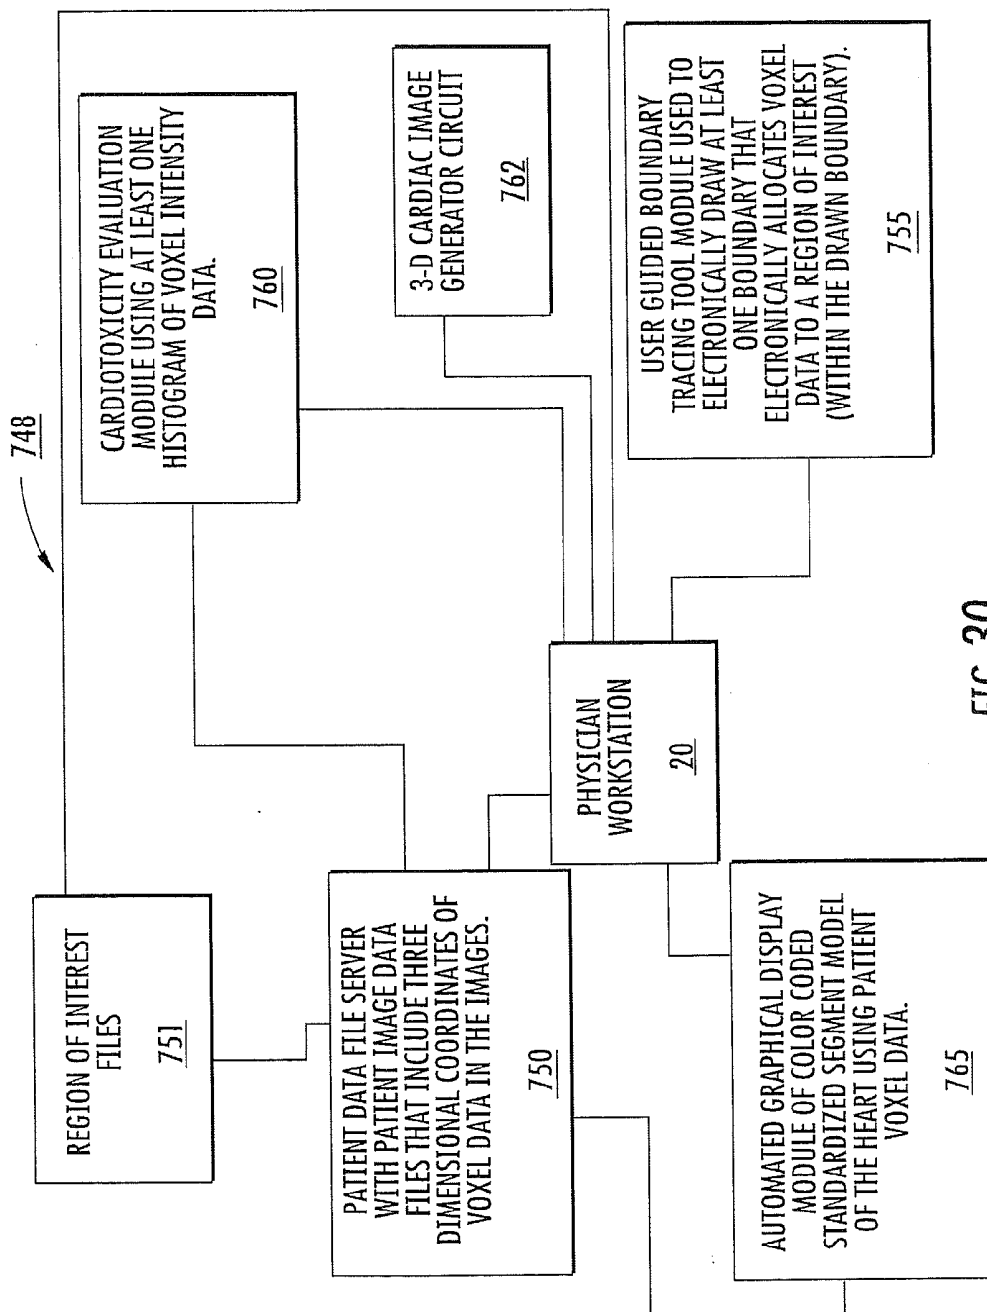 748
REGION OF INTEREST
FILES
751
CARDIOTOXICITY EVALUATION
MODULE USING AT LEAST ONE
HISTOGRAM OF VOXEL INTENSITY
DATA.
760
PATIENT DATA FILE SERVER
WITH PATIENT IMAGE DATA
FILES THAT INCLUDE THREE
DIMENSIONAL COORDINATES OF
VOXEL DATA IN THE IMAGES.
750
3-D CARDIAC IMAGE
GENERATOR CIRCUIT
762
PHYSICIAN
WORKSTATION
20
USER GUIDED BOUNDARY
TRACING TOOL MODULE USED TO
ELECTRONICALLY DRAW AT LEAST
ONE BOUNDARY THAT
ELECTRONICALLY ALLOCATES VOXEL
DATA TO A REGION OF INTEREST
(WITHIN THE DRAWN BOUNDARY).
755
AUTOMATED GRAPHICAL DISPLAY
MODULE OF COLOR CODED
STANDARDIZED SEGMENT MODEL
OF THE HEART USING PATIENT
VOXEL DATA.
765
FIG.